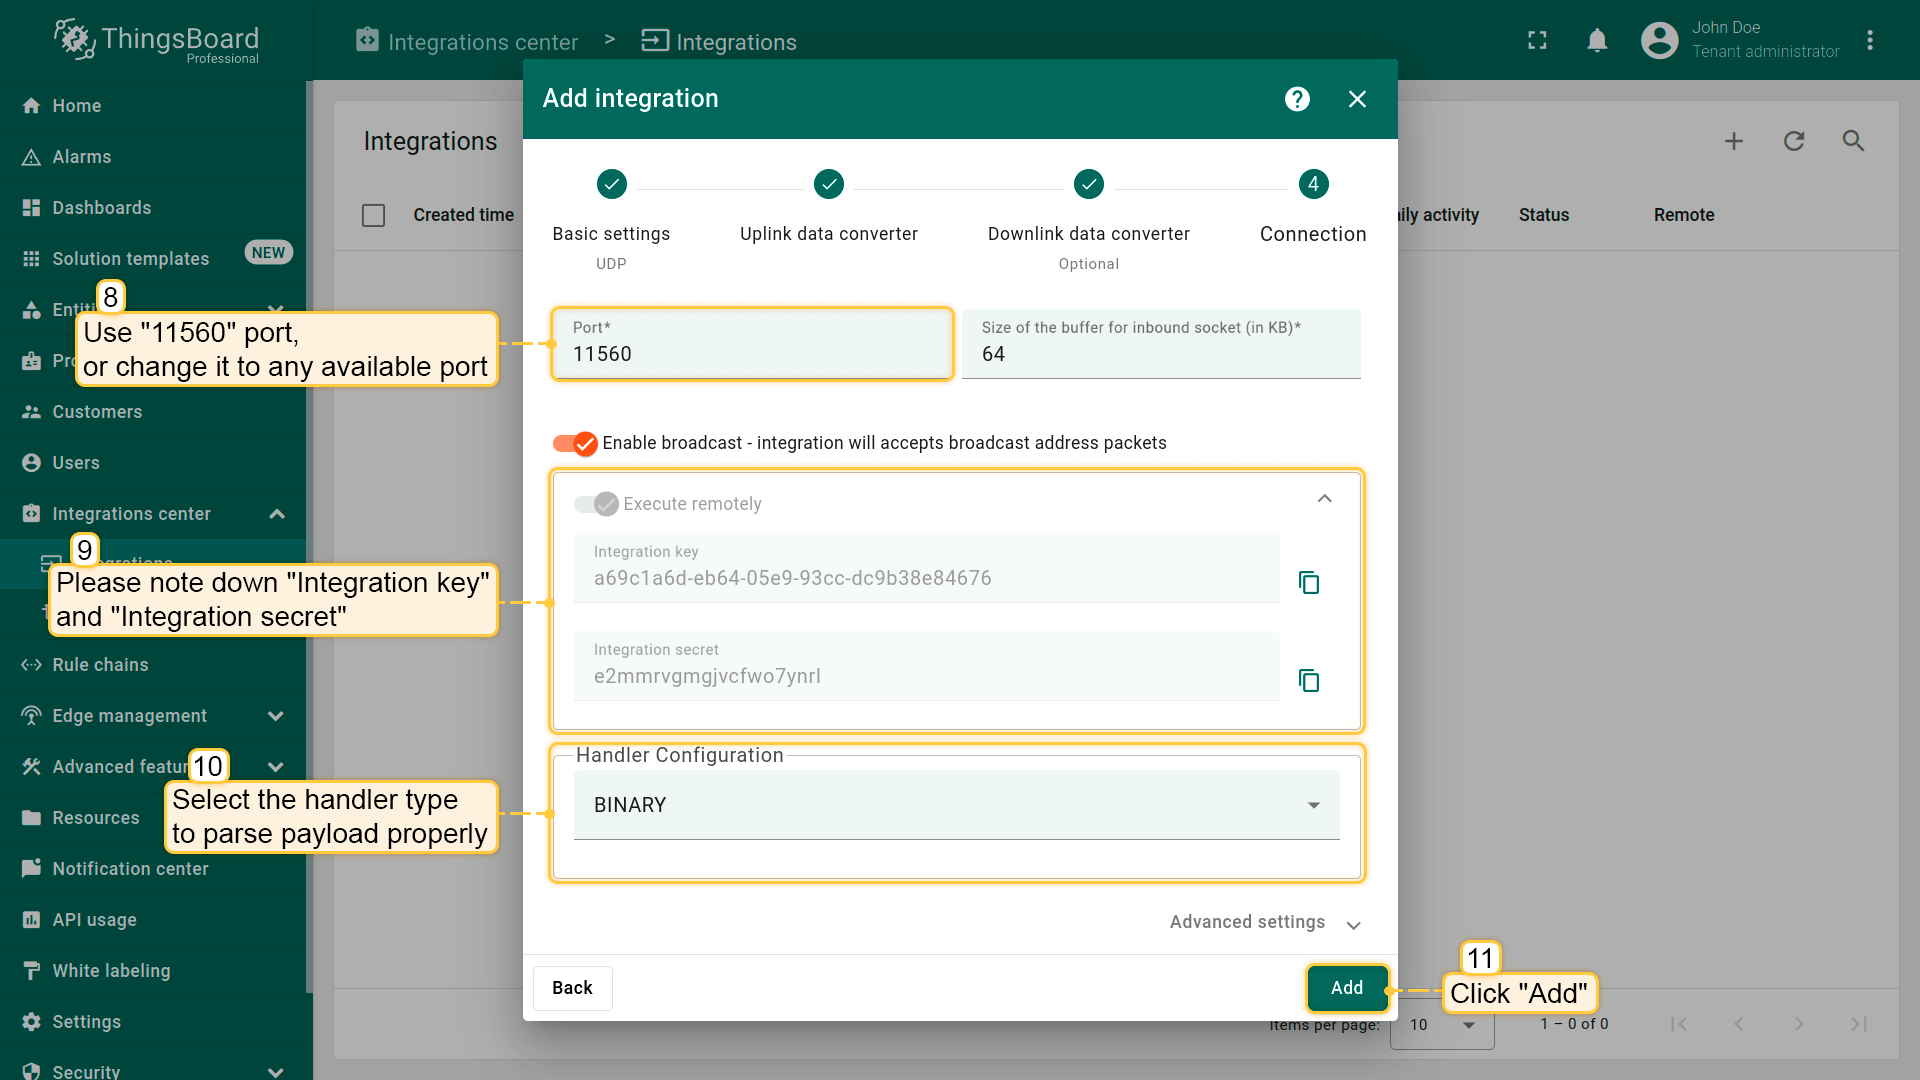 ThingsBoard
Professional
Integrations center > Integrations
John Doe
Tenant administrator
Home
Alarms
Dashboards
Solution templates
NEW
Customers
Users
Integrations center
Rule chains
Edge management
Advanced featur
Resources
Notification center
API usage
White labeling
Settings
Security
Integrations
Created time
ily activity
Status
Remote
Items per page:
10
1 – 0 of 0
Add integration
4
Basic settings
UDP
Uplink data converter
Downlink data converter
Optional
Connection
8
Use "11560" port,
or change it to any available port
Port*
11560
Size of the buffer for inbound socket (in KB)*
64
Enable broadcast - integration will accepts broadcast address packets
9
Please note down "Integration key"
and "Integration secret"
Execute remotely
Integration key
a69c1a6d-eb64-05e9-93cc-dc9b38e84676
Integration secret
e2mmrvgmgjvcfwo7ynrl
10
Select the handler type
to parse payload properly
Handler Configuration
BINARY
Advanced settings
Back
Add
11
Click "Add"